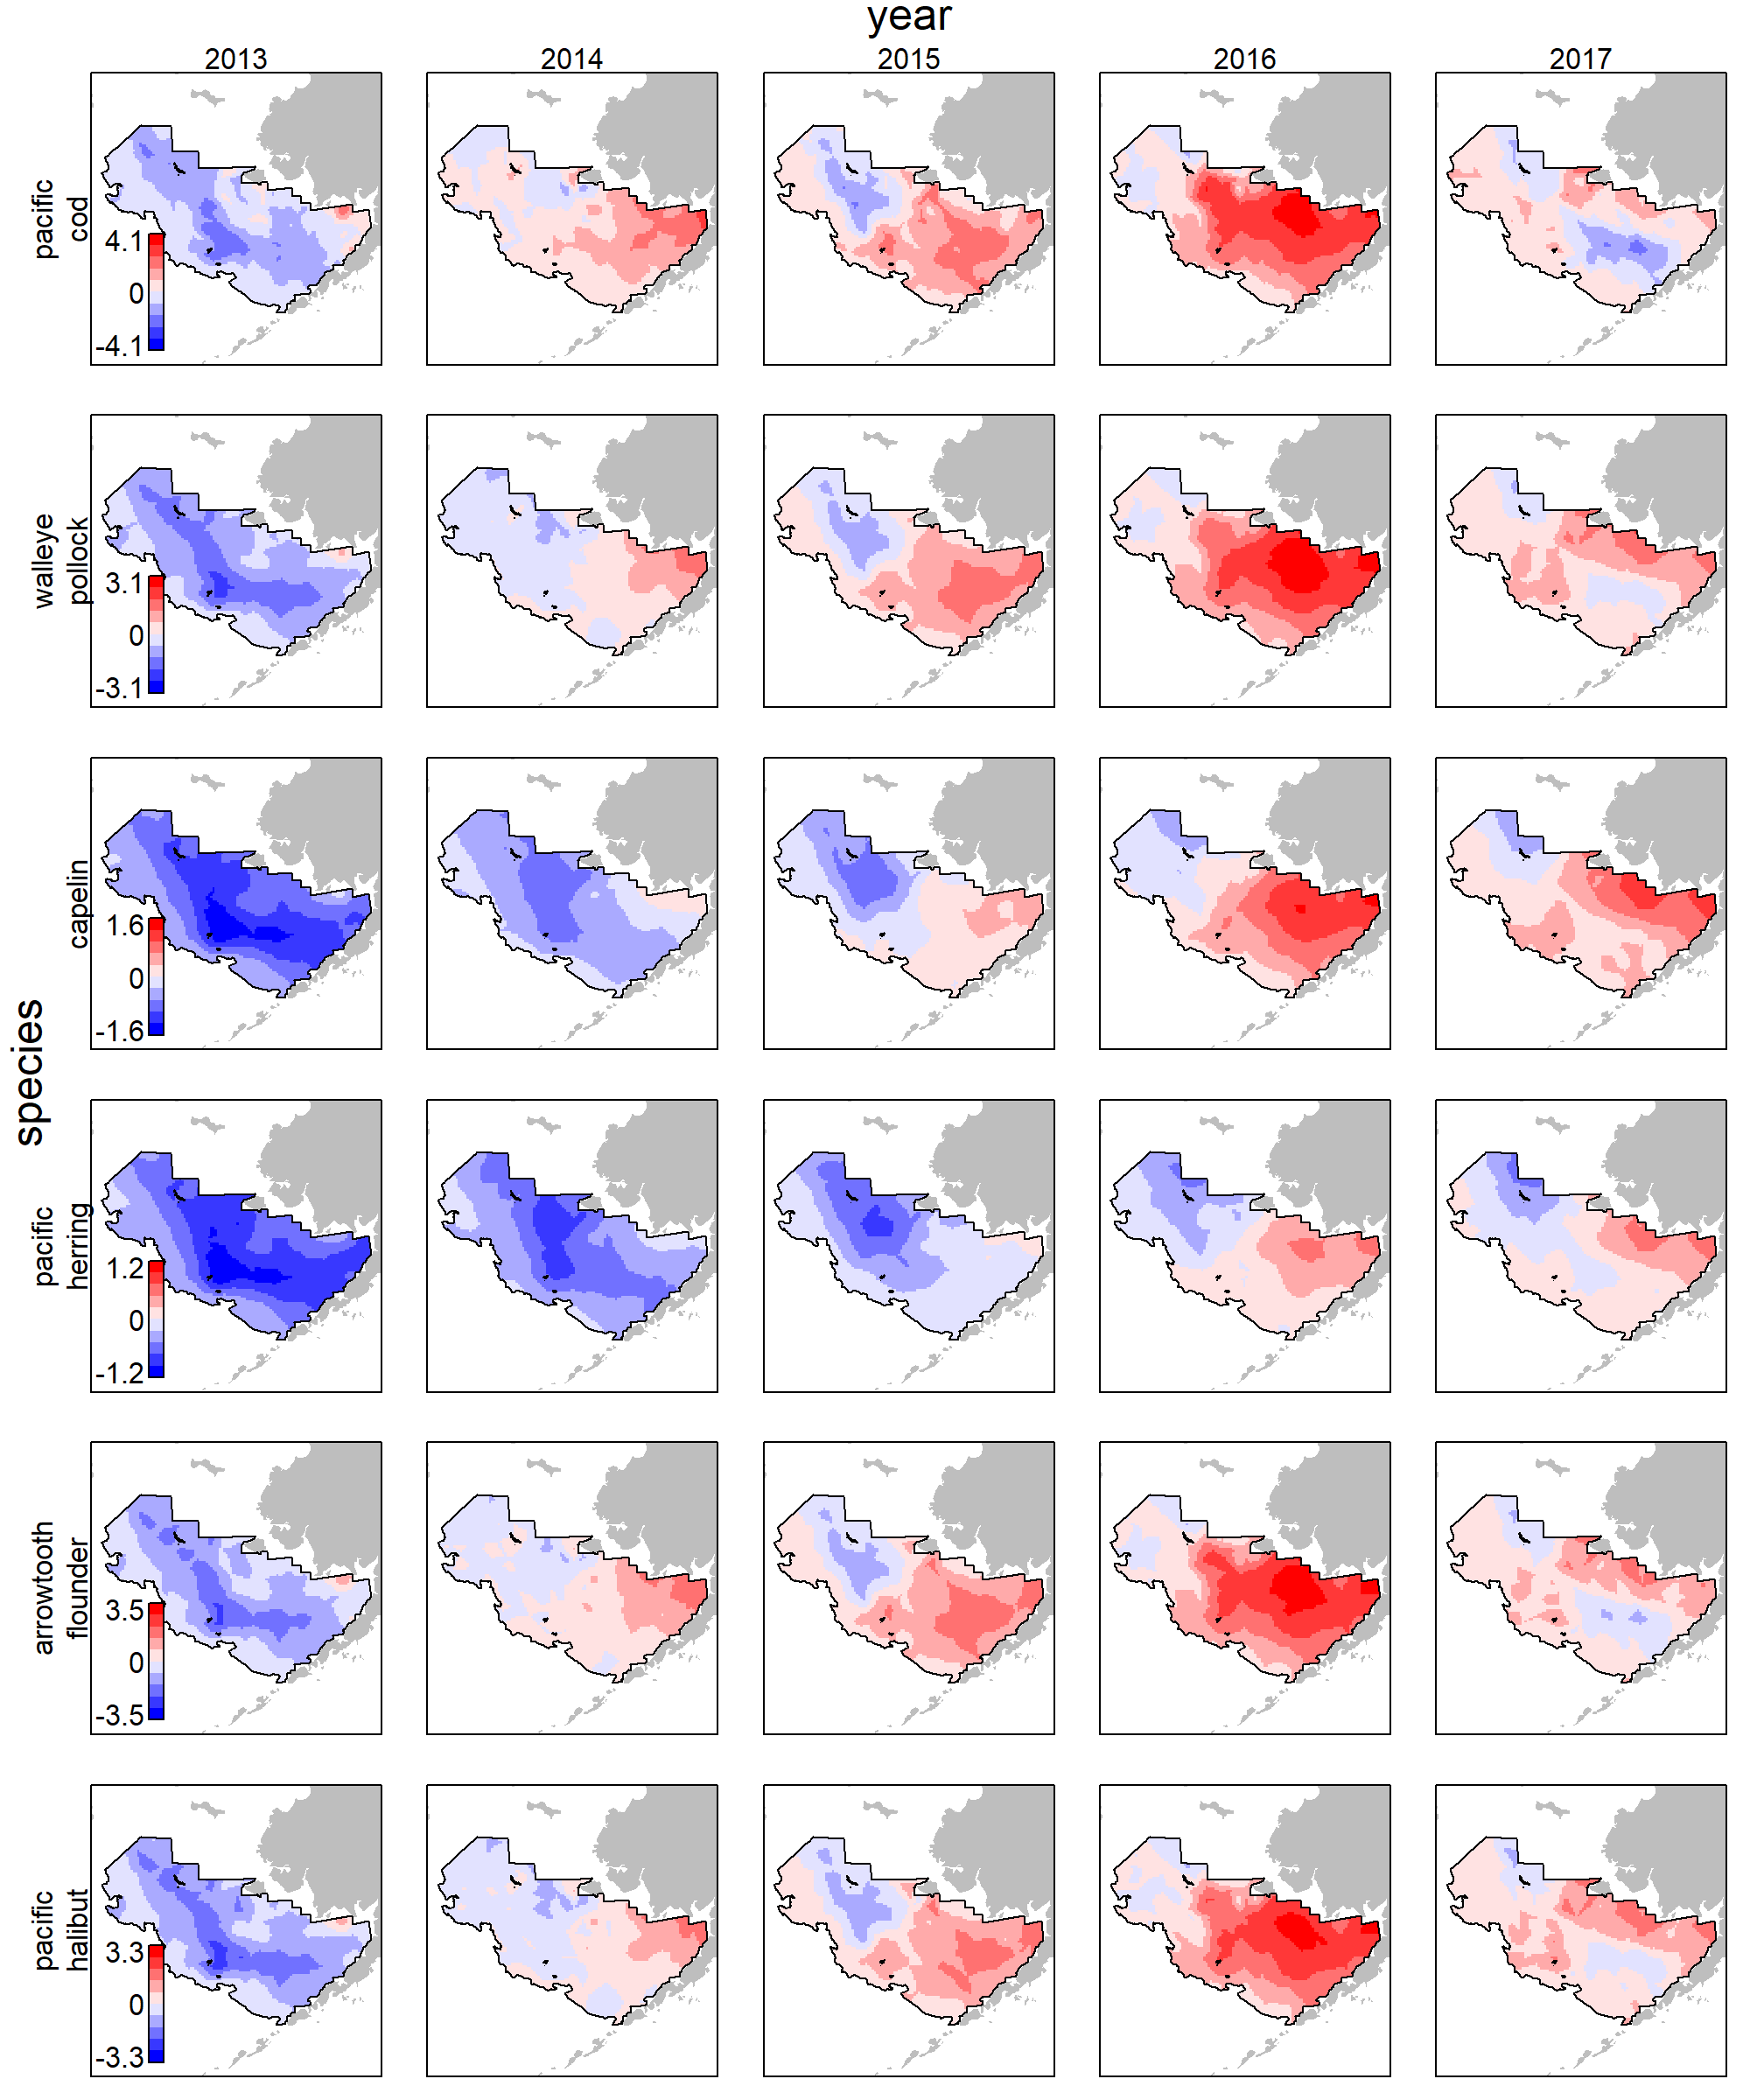 year
2013
2014
2015
2016
2017
species
pacific
cod
4.1
0
-4.1
walleye
pollock
3.1
0
-3.1
capelin
1.6
0
-1.6
pacific
herring
1.2
0
-1.2
arrowtooth
flounder
3.5
0
-3.5
pacific
halibut
3.3
0
-3.3